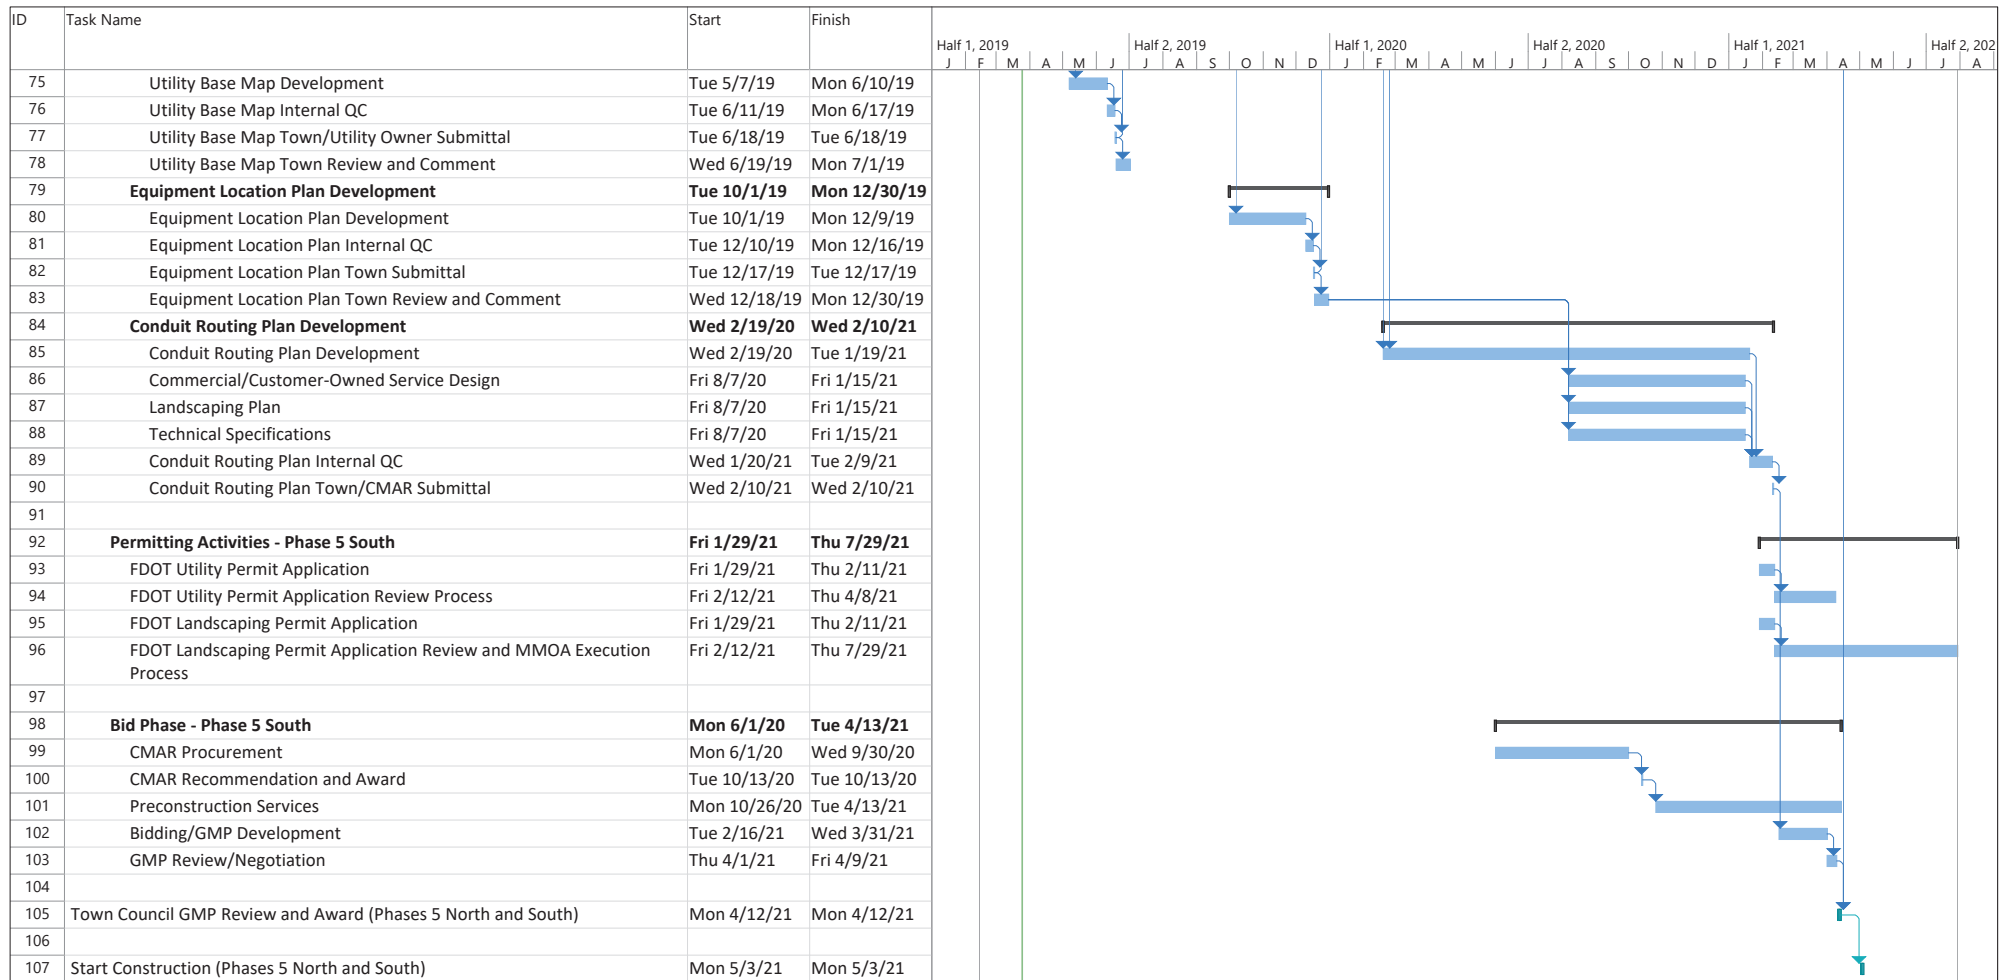 ID Task Name Start Finish
Half 1, 2019 Half 2, 2019 Half 1, 2020 Half 2, 2020 Half 1, 2021 Half 2, 202
J F M A M J J A S O N D J F M A M J J A S O N D J F M A M J J A
75 Utility Base Map Development Tue 5/7/19 Mon 6/10/19
76 Utility Base Map Internal QC Tue 6/11/19 Mon 6/17/19
77 Utility Base Map Town/Utility Owner Submittal Tue 6/18/19 Tue 6/18/19
78 Utility Base Map Town Review and Comment Wed 6/19/19 Mon 7/1/19
79 Equipment Location Plan Development Tue 10/1/19 Mon 12/30/19
80 Equipment Location Plan Development Tue 10/1/19 Mon 12/9/19
81 Equipment Location Plan Internal QC Tue 12/10/19 Mon 12/16/19
82 Equipment Location Plan Town Submittal Tue 12/17/19 Tue 12/17/19
83 Equipment Location Plan Town Review and Comment Wed 12/18/19 Mon 12/30/19
84 Conduit Routing Plan Development Wed 2/19/20 Wed 2/10/21
85 Conduit Routing Plan Development Wed 2/19/20 Tue 1/19/21
86 Commercial/Customer-Owned Service Design Fri 8/7/20 Fri 1/15/21
87 Landscaping Plan Fri 8/7/20 Fri 1/15/21
88 Technical Specifications Fri 8/7/20 Fri 1/15/21
89 Conduit Routing Plan Internal QC Wed 1/20/21 Tue 2/9/21
90 Conduit Routing Plan Town/CMAR Submittal Wed 2/10/21 Wed 2/10/21
91
92 Permitting Activities - Phase 5 South Fri 1/29/21 Thu 7/29/21
93 FDOT Utility Permit Application Fri 1/29/21 Thu 2/11/21
94 FDOT Utility Permit Application Review Process Fri 2/12/21 Thu 4/8/21
95 FDOT Landscaping Permit Application Fri 1/29/21 Thu 2/11/21
96 FDOT Landscaping Permit Application Review and MMOA Execution Fri 2/12/21 Thu 7/29/21
Process
97
98 Bid Phase - Phase 5 South Mon 6/1/20 Tue 4/13/21
99 CMAR Procurement Mon 6/1/20 Wed 9/30/20
100 CMAR Recommendation and Award Tue 10/13/20 Tue 10/13/20
101 Preconstruction Services Mon 10/26/20 Tue 4/13/21
102 Bidding/GMP Development Tue 2/16/21 Wed 3/31/21
103 GMP Review/Negotiation Thu 4/1/21 Fri 4/9/21
104
105 Town Council GMP Review and Award (Phases 5 North and South) Mon 4/12/21 Mon 4/12/21
106
107 Start Construction (Phases 5 North and South) Mon 5/3/21 Mon 5/3/21